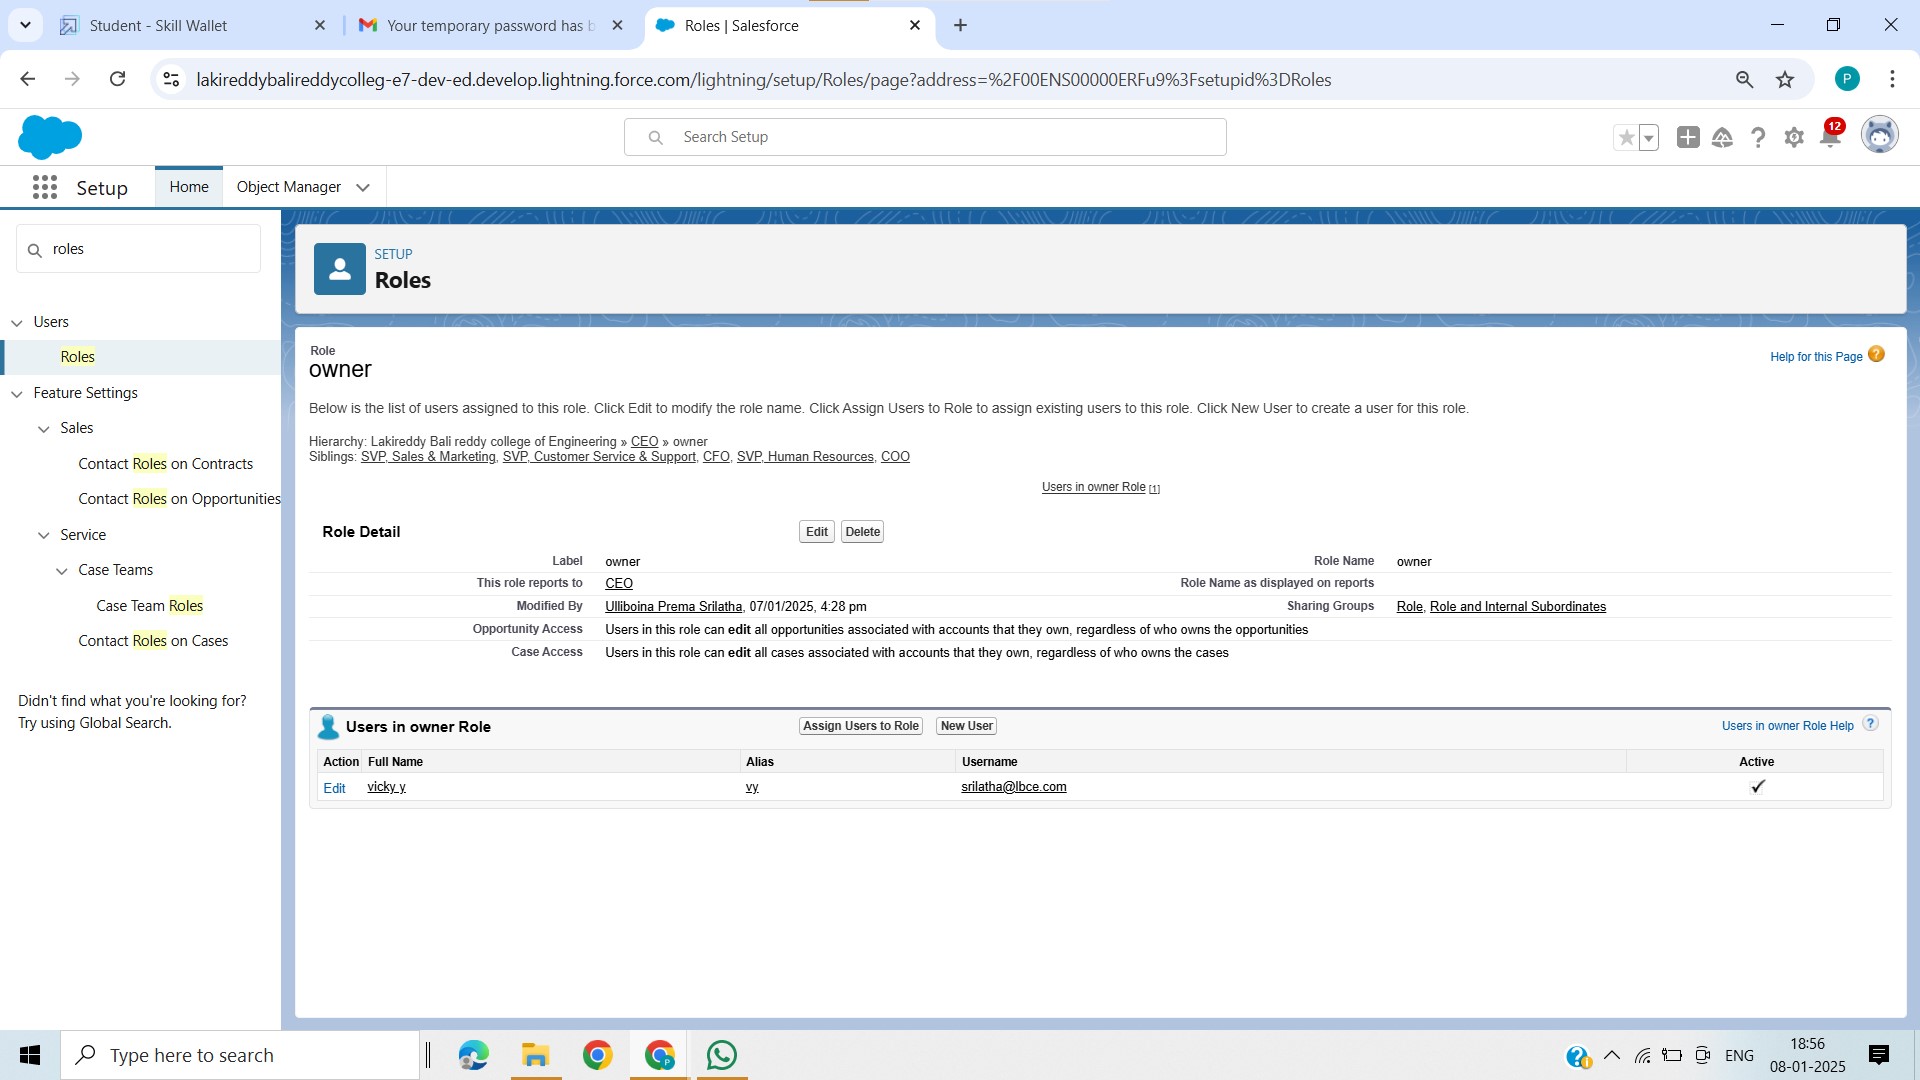 Student - Skill Wallet
Your temporary password has b
Roles | Salesforce
lakireddybalireddycolleg-e7-dev-ed.develop.lightning.force.com/lightning/setup/Roles/page?address=%2F00ENS00000ERFu9%3Fsetupid%3DRoles
P
Search Setup
12
Setup
Home
Object Manager
roles
Users
Roles
Feature Settings
Sales
Contact Roles on Contracts
Contact Roles on Opportunities
Service
Case Teams
Case Team Roles
Contact Roles on Cases
Didn't find what you're looking for?
Try using Global Search.
SETUP
Roles
Role
owner
Help for this Page ?
Below is the list of users assigned to this role. Click Edit to modify the role name. Click Assign Users to Role to assign existing users to this role. Click New User to create a user for this role.
Hierarchy: Lakireddy Bali reddy college of Engineering » CEO » owner
Siblings: SVP, Sales & Marketing, SVP, Customer Service & Support, CFO, SVP, Human Resources, COO
Users in owner Role [1]
Role Detail Edit Delete
Label owner Role Name owner
This role reports to CEO Role Name as displayed on reports
Modified By Ulliboina Prema Srilatha, 07/01/2025, 4:28 pm Sharing Groups Role, Role and Internal Subordinates
Opportunity Access Users in this role can edit all opportunities associated with accounts that they own, regardless of who owns the opportunities
Case Access Users in this role can edit all cases associated with accounts that they own, regardless of who owns the cases
Users in owner Role Assign Users to Role New User Users in owner Role Help ?
Action Full Name Alias Username Active
Edit vicky y vy srilatha@lbce.com
Type here to search
P
ENG
18:56
08-01-2025